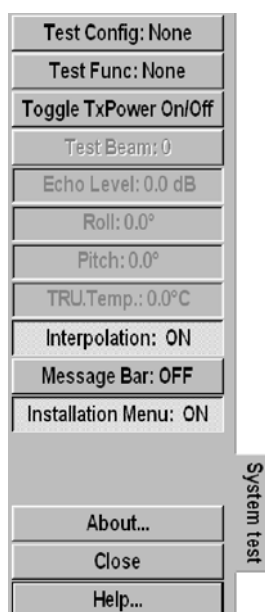 Test Config: None
Test Func: None
Toggle TxPower On/Off
Test Beam: 0
Echo Level: 0.0 dB
Roll: 0.0°
Pitch: 0.0°
TRU.Temp.: 0.0°C
Interpolation: ON
Message Bar: OFF
Installation Menu: ON
System test
About...
Close
Help...